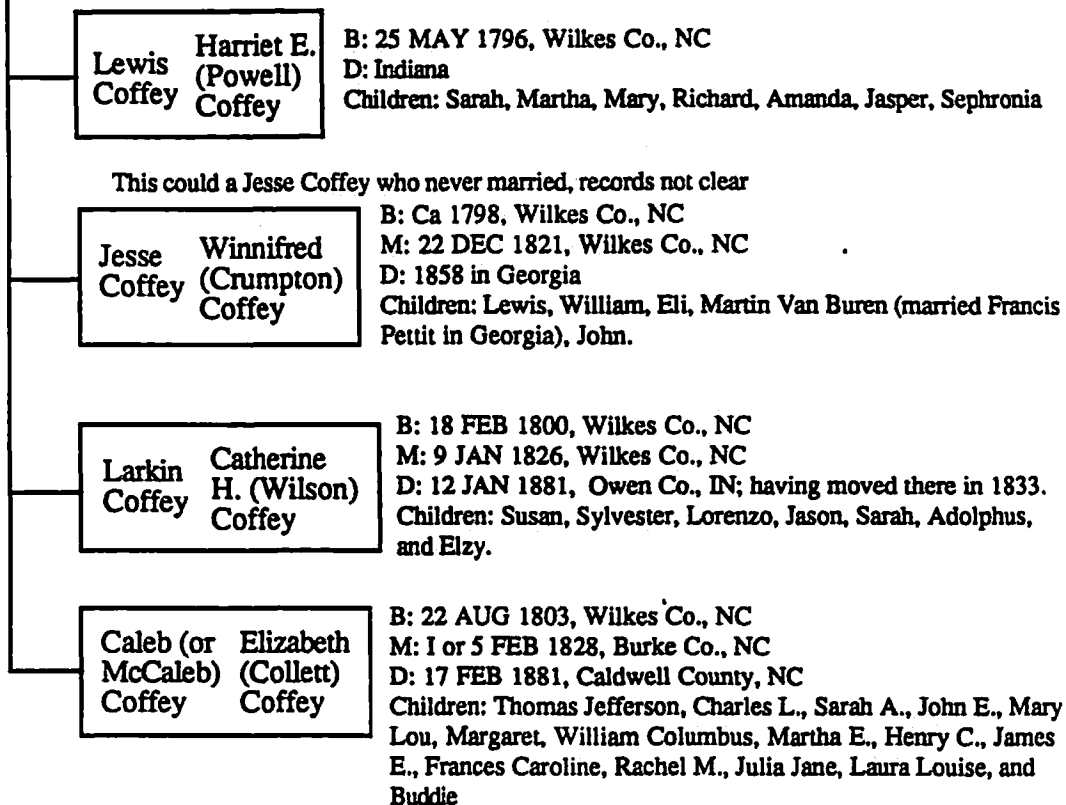 Lewis Coffey
Harriet E. (Powell) Coffey
B: 25 MAY 1796, Wilkes Co., NC
D: Indiana
Children: Sarah, Martha, Mary, Richard, Amanda, Jasper, Sephronia
This could a Jesse Coffey who never married, records not clear
Jesse Coffey
Winnifred (Crumpton) Coffey
B: Ca 1798, Wilkes Co., NC
M: 22 DEC 1821, Wilkes Co., NC
D: 1858 in Georgia
Children: Lewis, William, Eli, Martin Van Buren (married Francis
Pettit in Georgia), John.
Larkin Coffey
Catherine H. (Wilson) Coffey
B: 18 FEB 1800, Wilkes Co., NC
M: 9 JAN 1826, Wilkes Co., NC
D: 12 JAN 1881, Owen Co., IN; having moved there in 1833.
Children: Susan, Sylvester, Lorenzo, Jason, Sarah, Adolphus,
and Elzy.
Caleb (or McCaleb) Coffey
Elizabeth (Collett) Coffey
B: 22 AUG 1803, Wilkes Co., NC
M: I or 5 FEB 1828, Burke Co., NC
D: 17 FEB 1881, Caldwell County, NC
Children: Thomas Jefferson, Charles L., Sarah A., John E., Mary
Lou, Margaret, William Columbus, Martha E., Henry C., James
E., Frances Caroline, Rachel M., Julia Jane, Laura Louise, and
Buddie